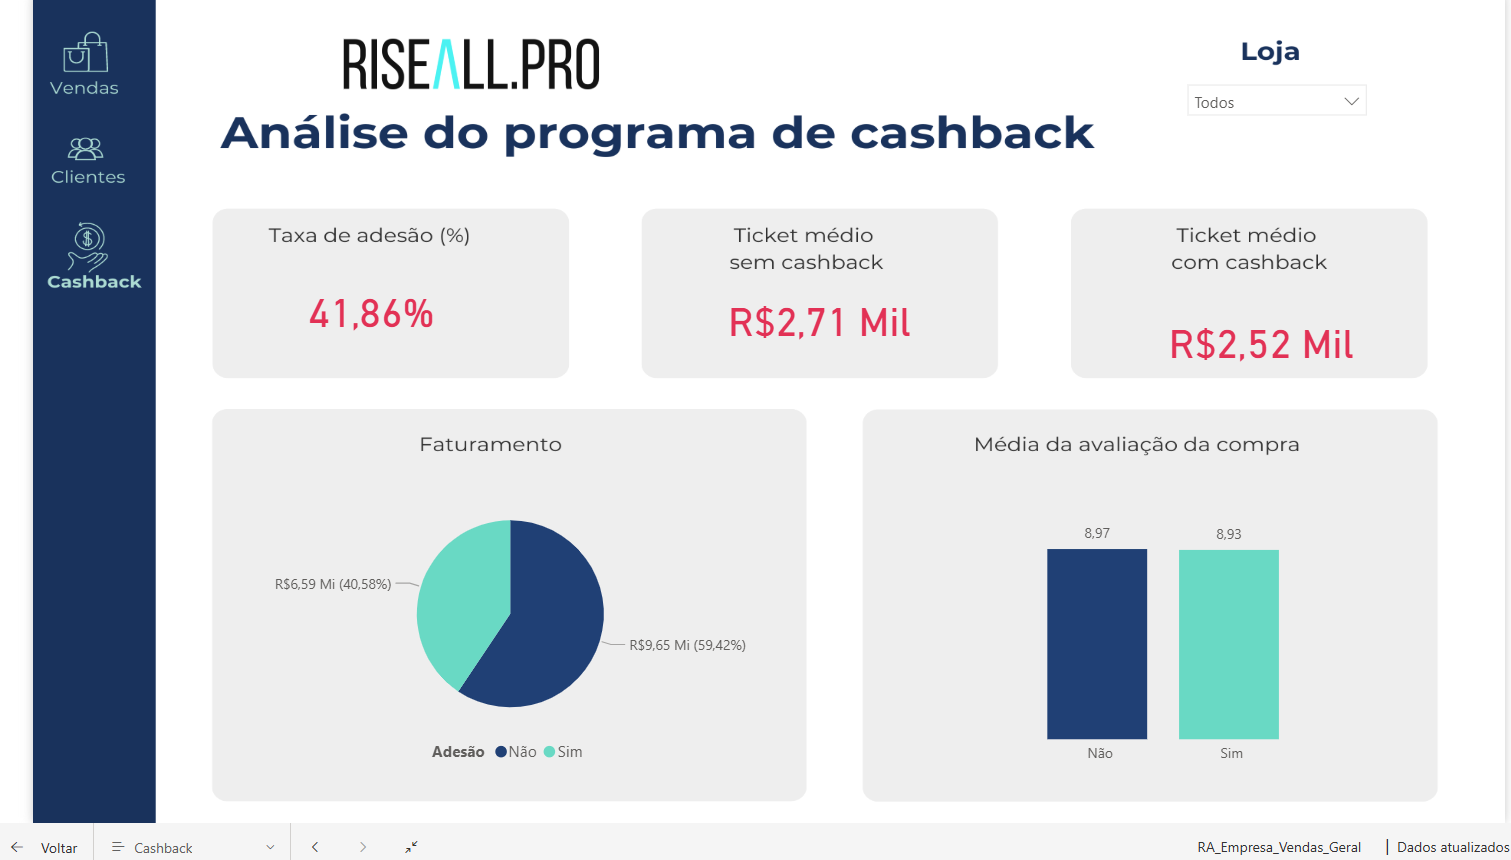 Vendas
Clientes
Cashback
RISEALL.PRO
Análise do programa de cashback
Loja
Todos
Taxa de adesão (%)
41,86%
Ticket médio
sem cashback
R$2,71 Mil
Ticket médio
com cashback
R$2,52 Mil
Faturamento
R$6,59 Mi (40,58%)
R$9,65 Mi (59,42%)
Adesão Não Sim
Média da avaliação da compra
8,97
8,93
Não
Sim
Voltar
Cashback
RA_Empresa_Vendas_Geral | Dados atualizados